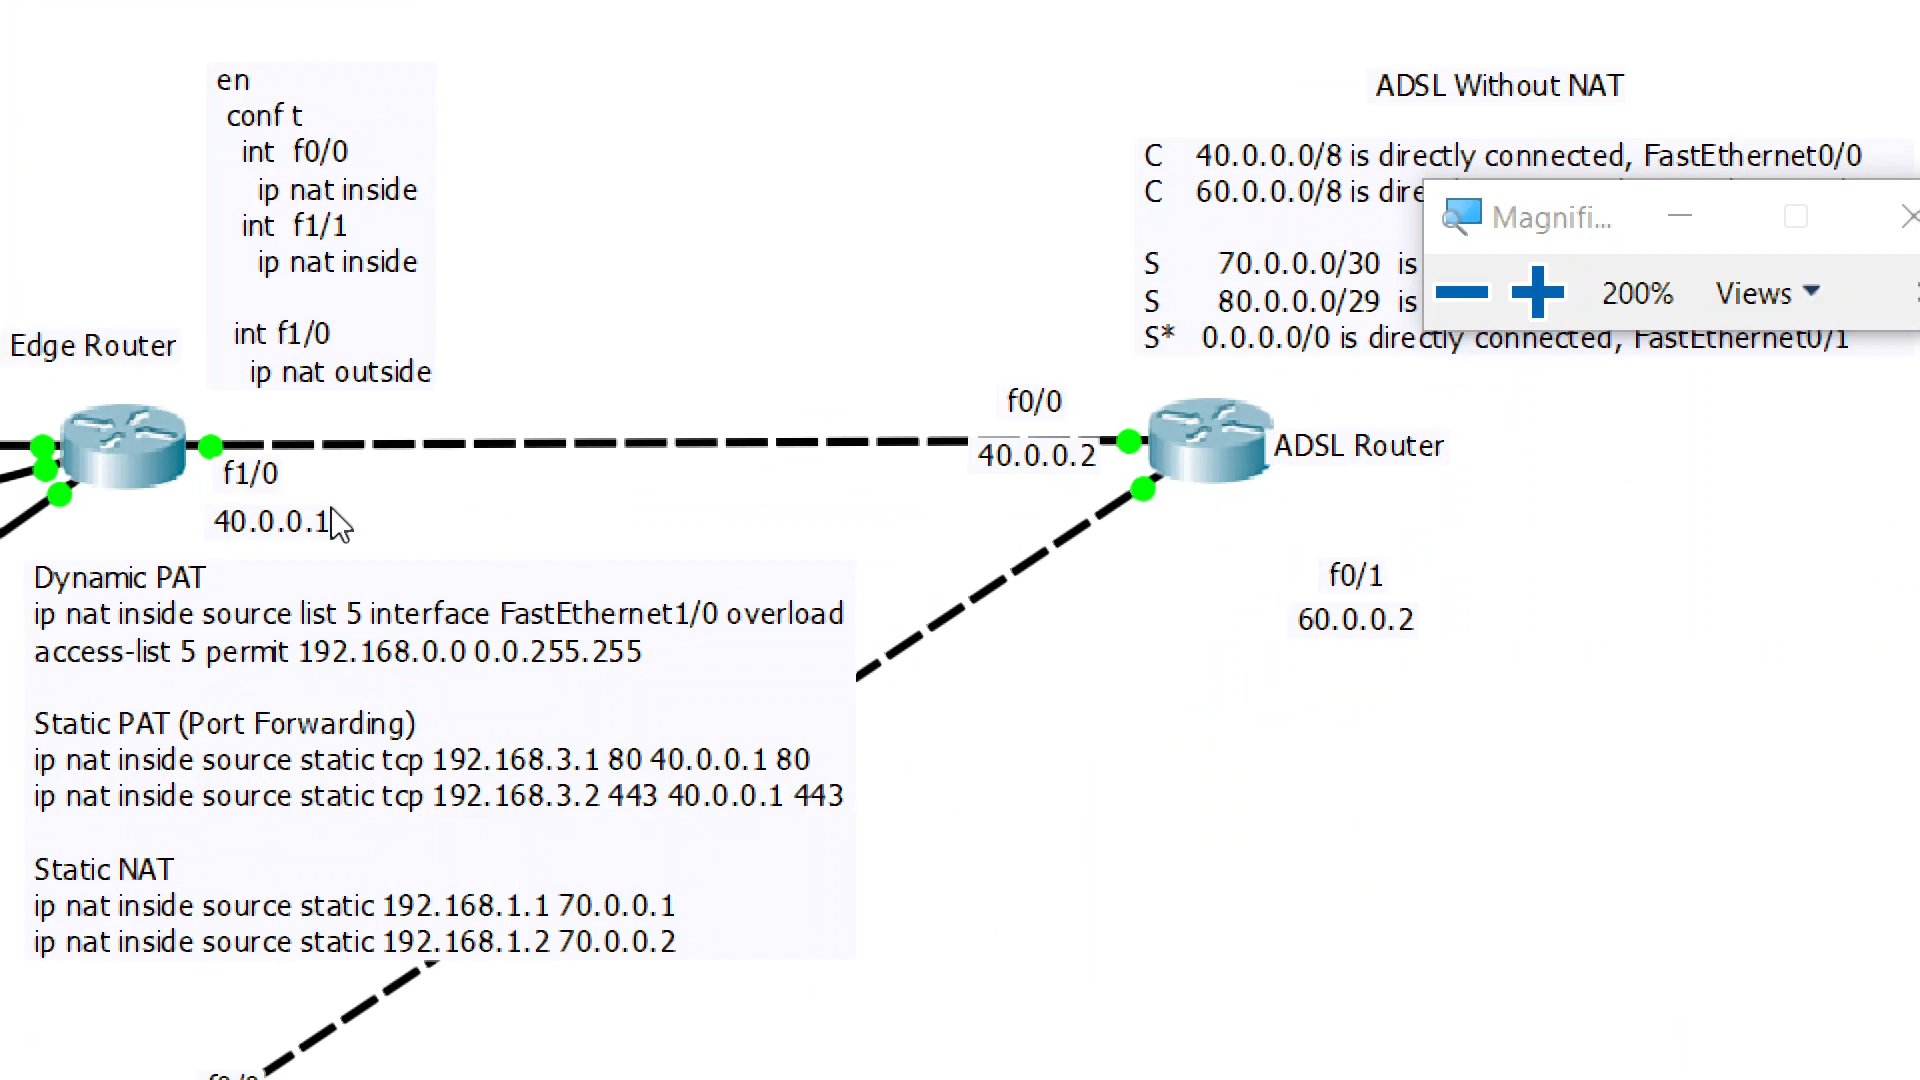 en
conf t
int f0/0
ip nat inside
int f1/1
ip nat inside
int f1/0
ip nat outside
Edge Router
f1/0
40.0.0.1
Dynamic PAT
ip nat inside source list 5 interface FastEthernet1/0 overload
access-list 5 permit 192.168.0.0 0.0.255.255
Static PAT (Port Forwarding)
ip nat inside source static tcp 192.168.3.1 80 40.0.0.1 80
ip nat inside source static tcp 192.168.3.2 443 40.0.0.1 443
Static NAT
ip nat inside source static 192.168.1.1 70.0.0.1
ip nat inside source static 192.168.1.2 70.0.0.2
ADSL Without NAT
C 40.0.0.0/8 is directly connected, FastEthernet0/0
C 60.0.0.0/8 is
S 70.0.0.0/30 is
S 80.0.0.0/29 is
S* 0.0.0.0/0 is directly connected, FastEthernet0/1
Magnifi...
200% Views
f0/0
40.0.0.2
ADSL Router
f0/1
60.0.0.2